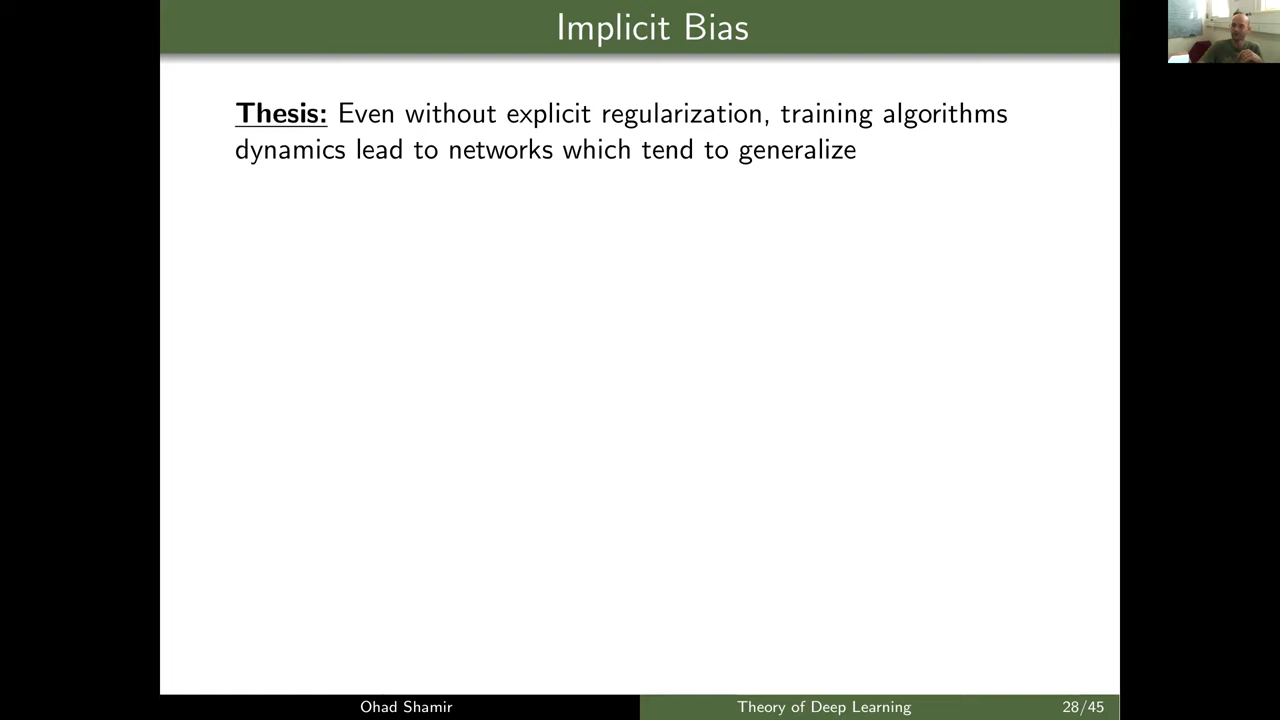 Implicit Bias
Thesis: Even without explicit regularization, training algorithms
dynamics lead to networks which tend to generalize
Ohad Shamir
Theory of Deep Learning
28/45